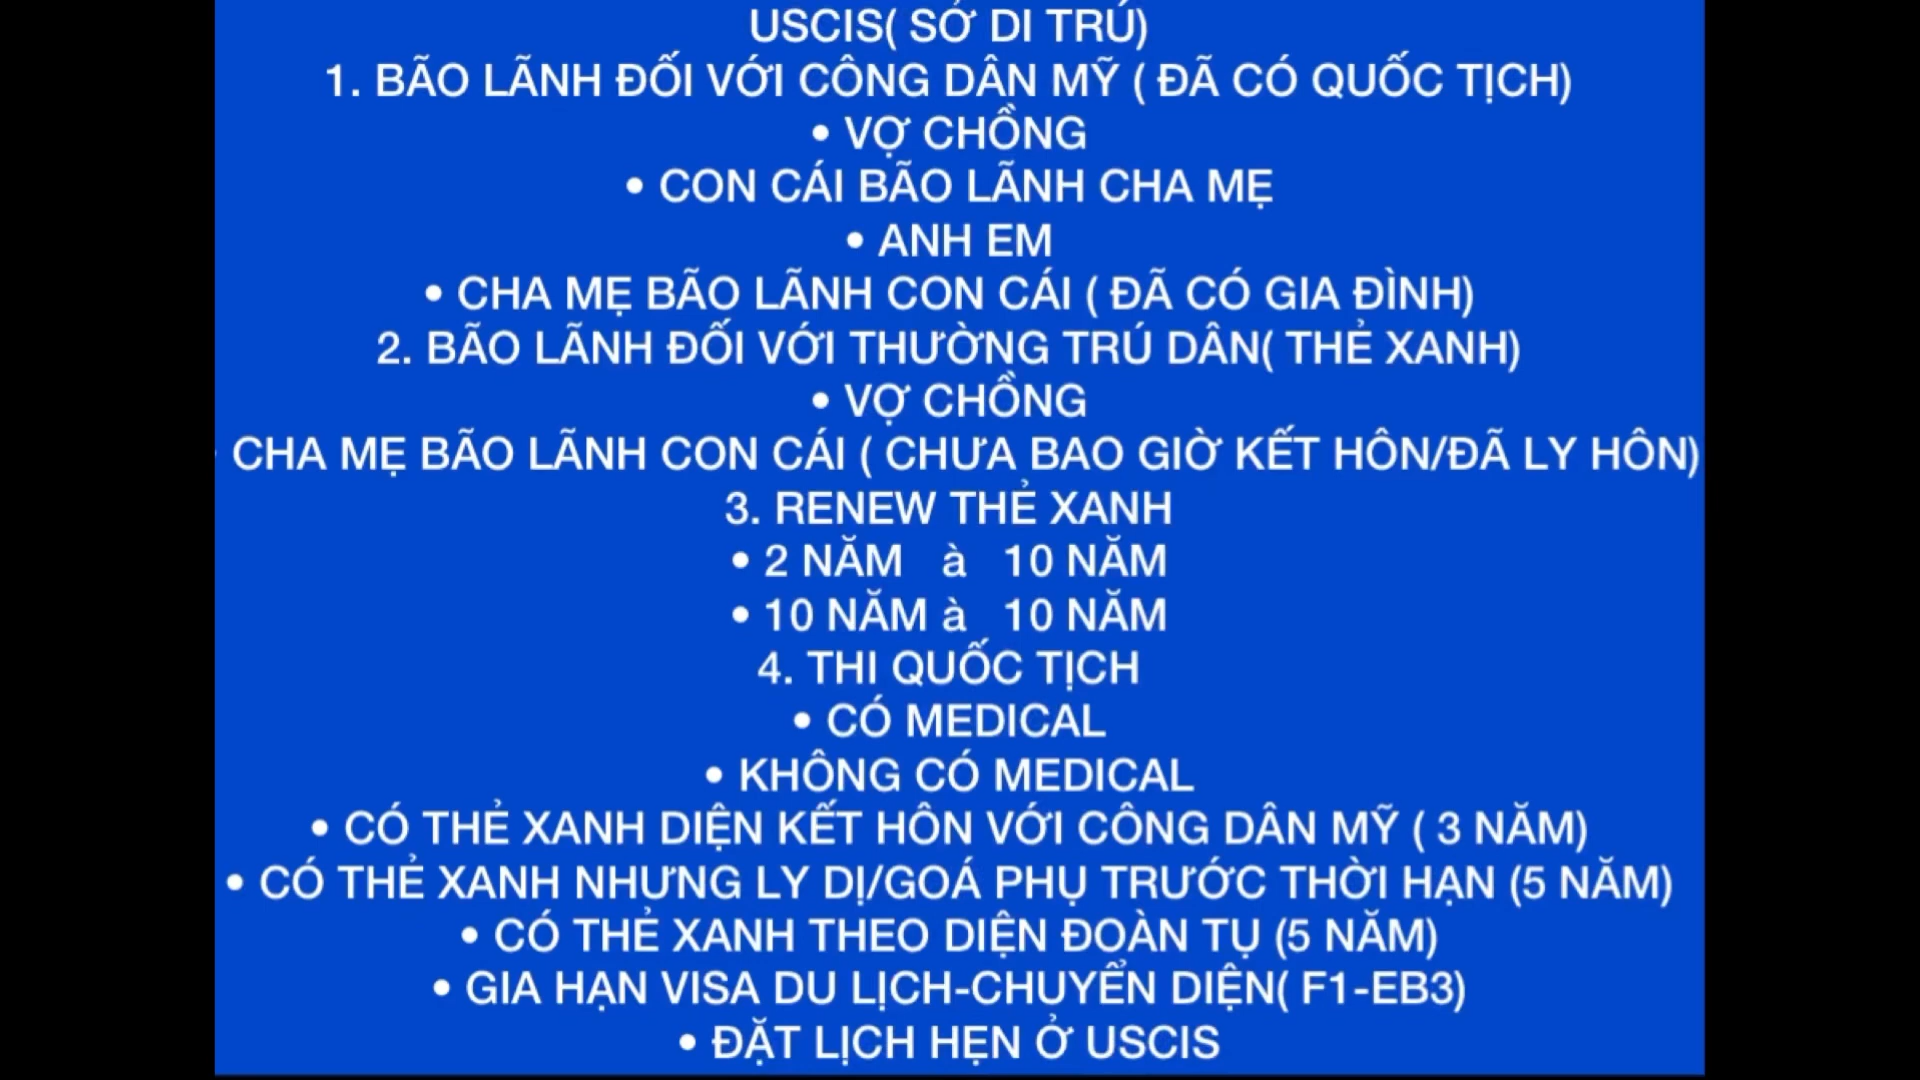 USCIS( SỞ DI TRÚ)
1. BÃO LÃNH ĐỐI VỚI CÔNG DÂN MỸ ( ĐÃ CÓ QUỐC TỊCH)
• VỢ CHỒNG
• CON CÁI BÃO LÃNH CHA MẸ
• ANH EM
• CHA MẸ BÃO LÃNH CON CÁI ( ĐÃ CÓ GIA ĐÌNH)
2. BÃO LÃNH ĐỐI VỚI THƯỜNG TRÚ DÂN( THẺ XANH)
• VỢ CHỒNG
• CHA MẸ BÃO LÃNH CON CÁI ( CHƯA BAO GIỜ KẾT HÔN/ĐÃ LY HÔN)
3. RENEW THẺ XANH
• 2 NĂM à 10 NĂM
• 10 NĂM à 10 NĂM
4. THI QUỐC TỊCH
• CÓ MEDICAL
• KHÔNG CÓ MEDICAL
• CÓ THẺ XANH DIỆN KẾT HÔN VỚI CÔNG DÂN MỸ ( 3 NĂM)
• CÓ THẺ XANH NHƯNG LY DỊ/GOÁ PHỤ TRƯỚC THỜI HẠN (5 NĂM)
• CÓ THẺ XANH THEO DIỆN ĐOÀN TỤ (5 NĂM)
• GIA HẠN VISA DU LỊCH-CHUYỂN DIỆN( F1-EB3)
• ĐẶT LỊCH HẸN Ở USCIS